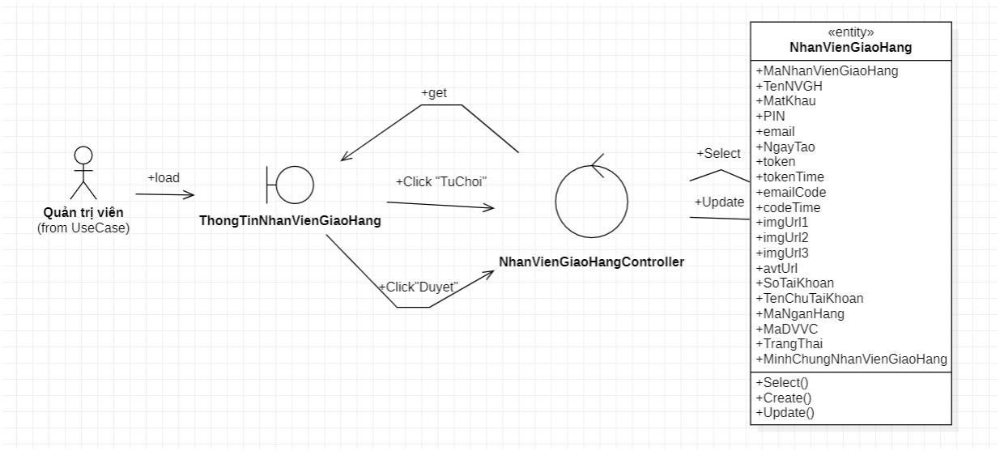 «entity»
NhanVienGiaoHang
+MaNhanVienGiaoHang
+TenNVGH
+MatKhau
+PIN
+email
+NgayTao
+token
+tokenTime
+emailCode
+codeTime
+imgUrl1
+imgUrl2
+imgUrl3
+avtUrl
+SoTaiKhoan
+TenChuTaiKhoan
+MaNganHang
+MaDVVC
+TrangThai
+MinhChungNhanVienGiaoHang
+Select()
+Create()
+Update()
+get
+load
+Click "TuChoi"
+Select
+Update
Quản trị viên
(from UseCase)
ThongTinNhanVienGiaoHang
NhanVienGiaoHangController
+Click"Duyet"